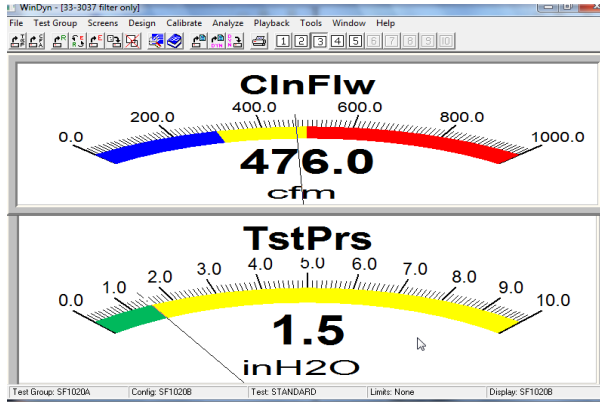 WinDyn - [33-3037 filter only]
File Test Group Screens Design Calibrate Analyze Playback Tools Window Help
1 2 3 4 5 6 7 8 9 10
ClnFlw
0.0 200.0 400.0 600.0 800.0 1000.0
476.0
cfm
TstPrs
0.0 1.0 2.0 3.0 4.0 5.0 6.0 7.0 8.0 9.0 10.0
1.5
inH2O
Test Group: SF1020A Config: SF1020B Test: STANDARD Limits: None Display: SF1020B